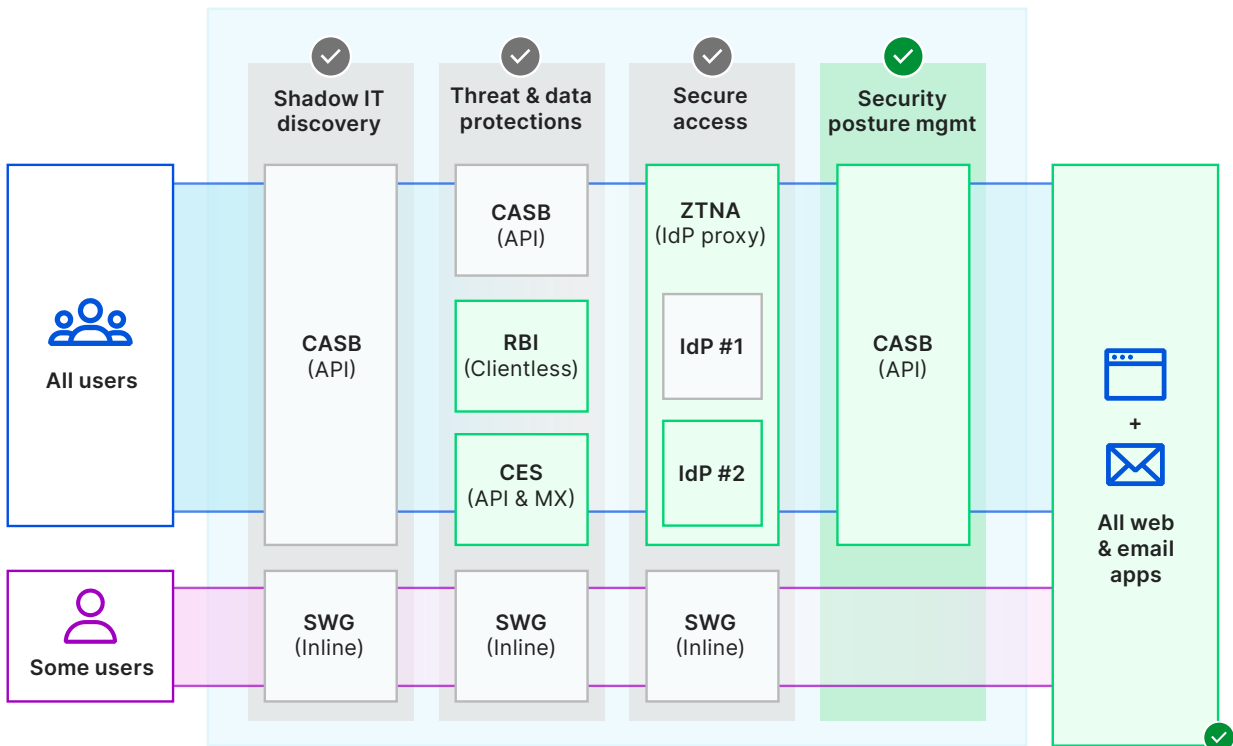 Shadow IT
discovery
Threat & data
protections
Secure
access
Security
posture mgmt
All users
CASB
(API)
CASB
(API)
RBI
(Clientless)
CES
(API & MX)
ZTNA
(IdP proxy)
IdP #1
IdP #2
CASB
(API)
+
All web
& email
apps
Some users
SWG
(Inline)
SWG
(Inline)
SWG
(Inline)